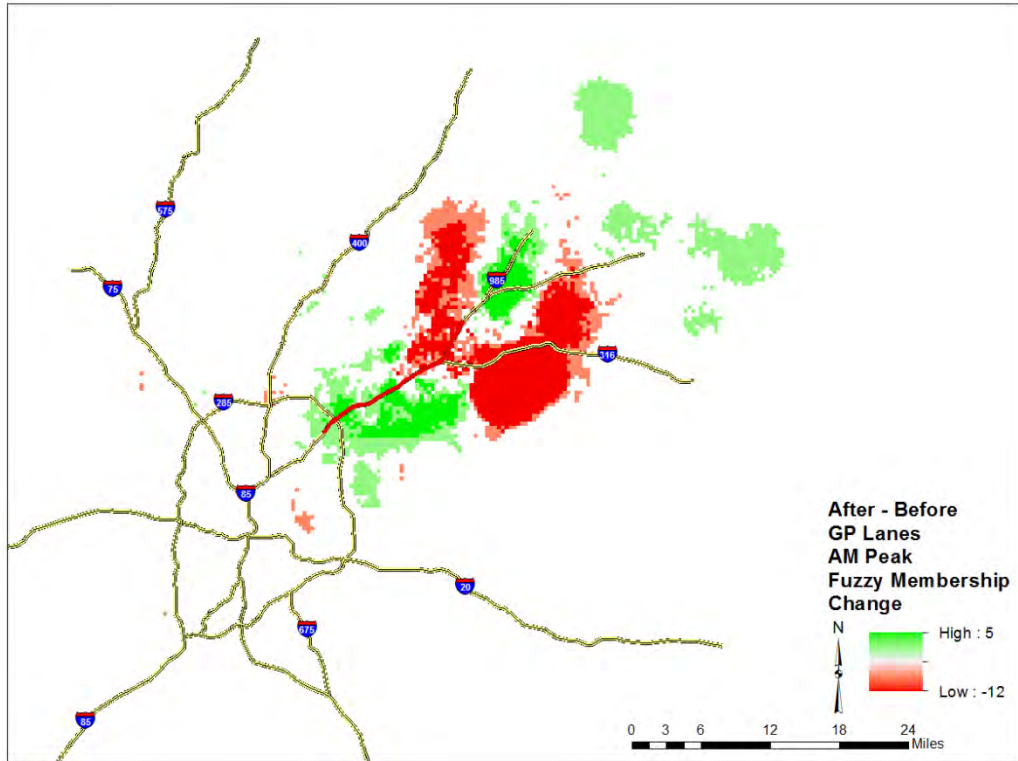 575
400
985
75
316
285
85
20
675
85
After - Before
GP Lanes
AM Peak
Fuzzy Membership
Change
N
High : 5
Low : -12
0 3 6 12 18 24
Miles